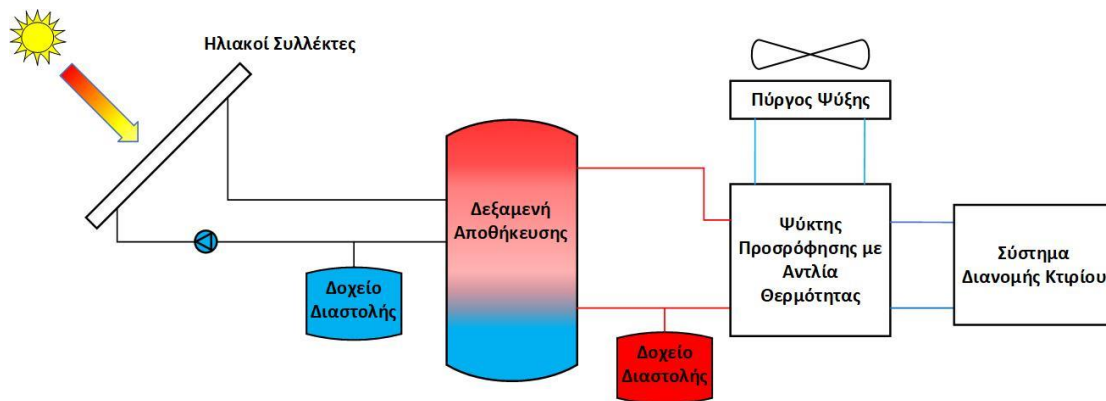 Ηλιακοί Συλλέκτες
Πύργος Ψύξης
Δεξαμενή
Αποθήκευσης
Ψύκτης
Προσρόφησης με
Αντλία
Θερμότητας
Σύστημα
Διανομής Κτιρίου
Δοχείο
Διαστολής
Δοχείο
Διαστολής